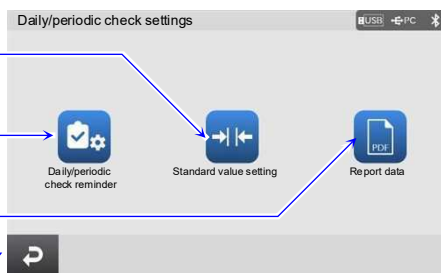 Daily/periodic check settings
USB
PC
Daily/periodic
check reminder
Standard value setting
PDF
Report data